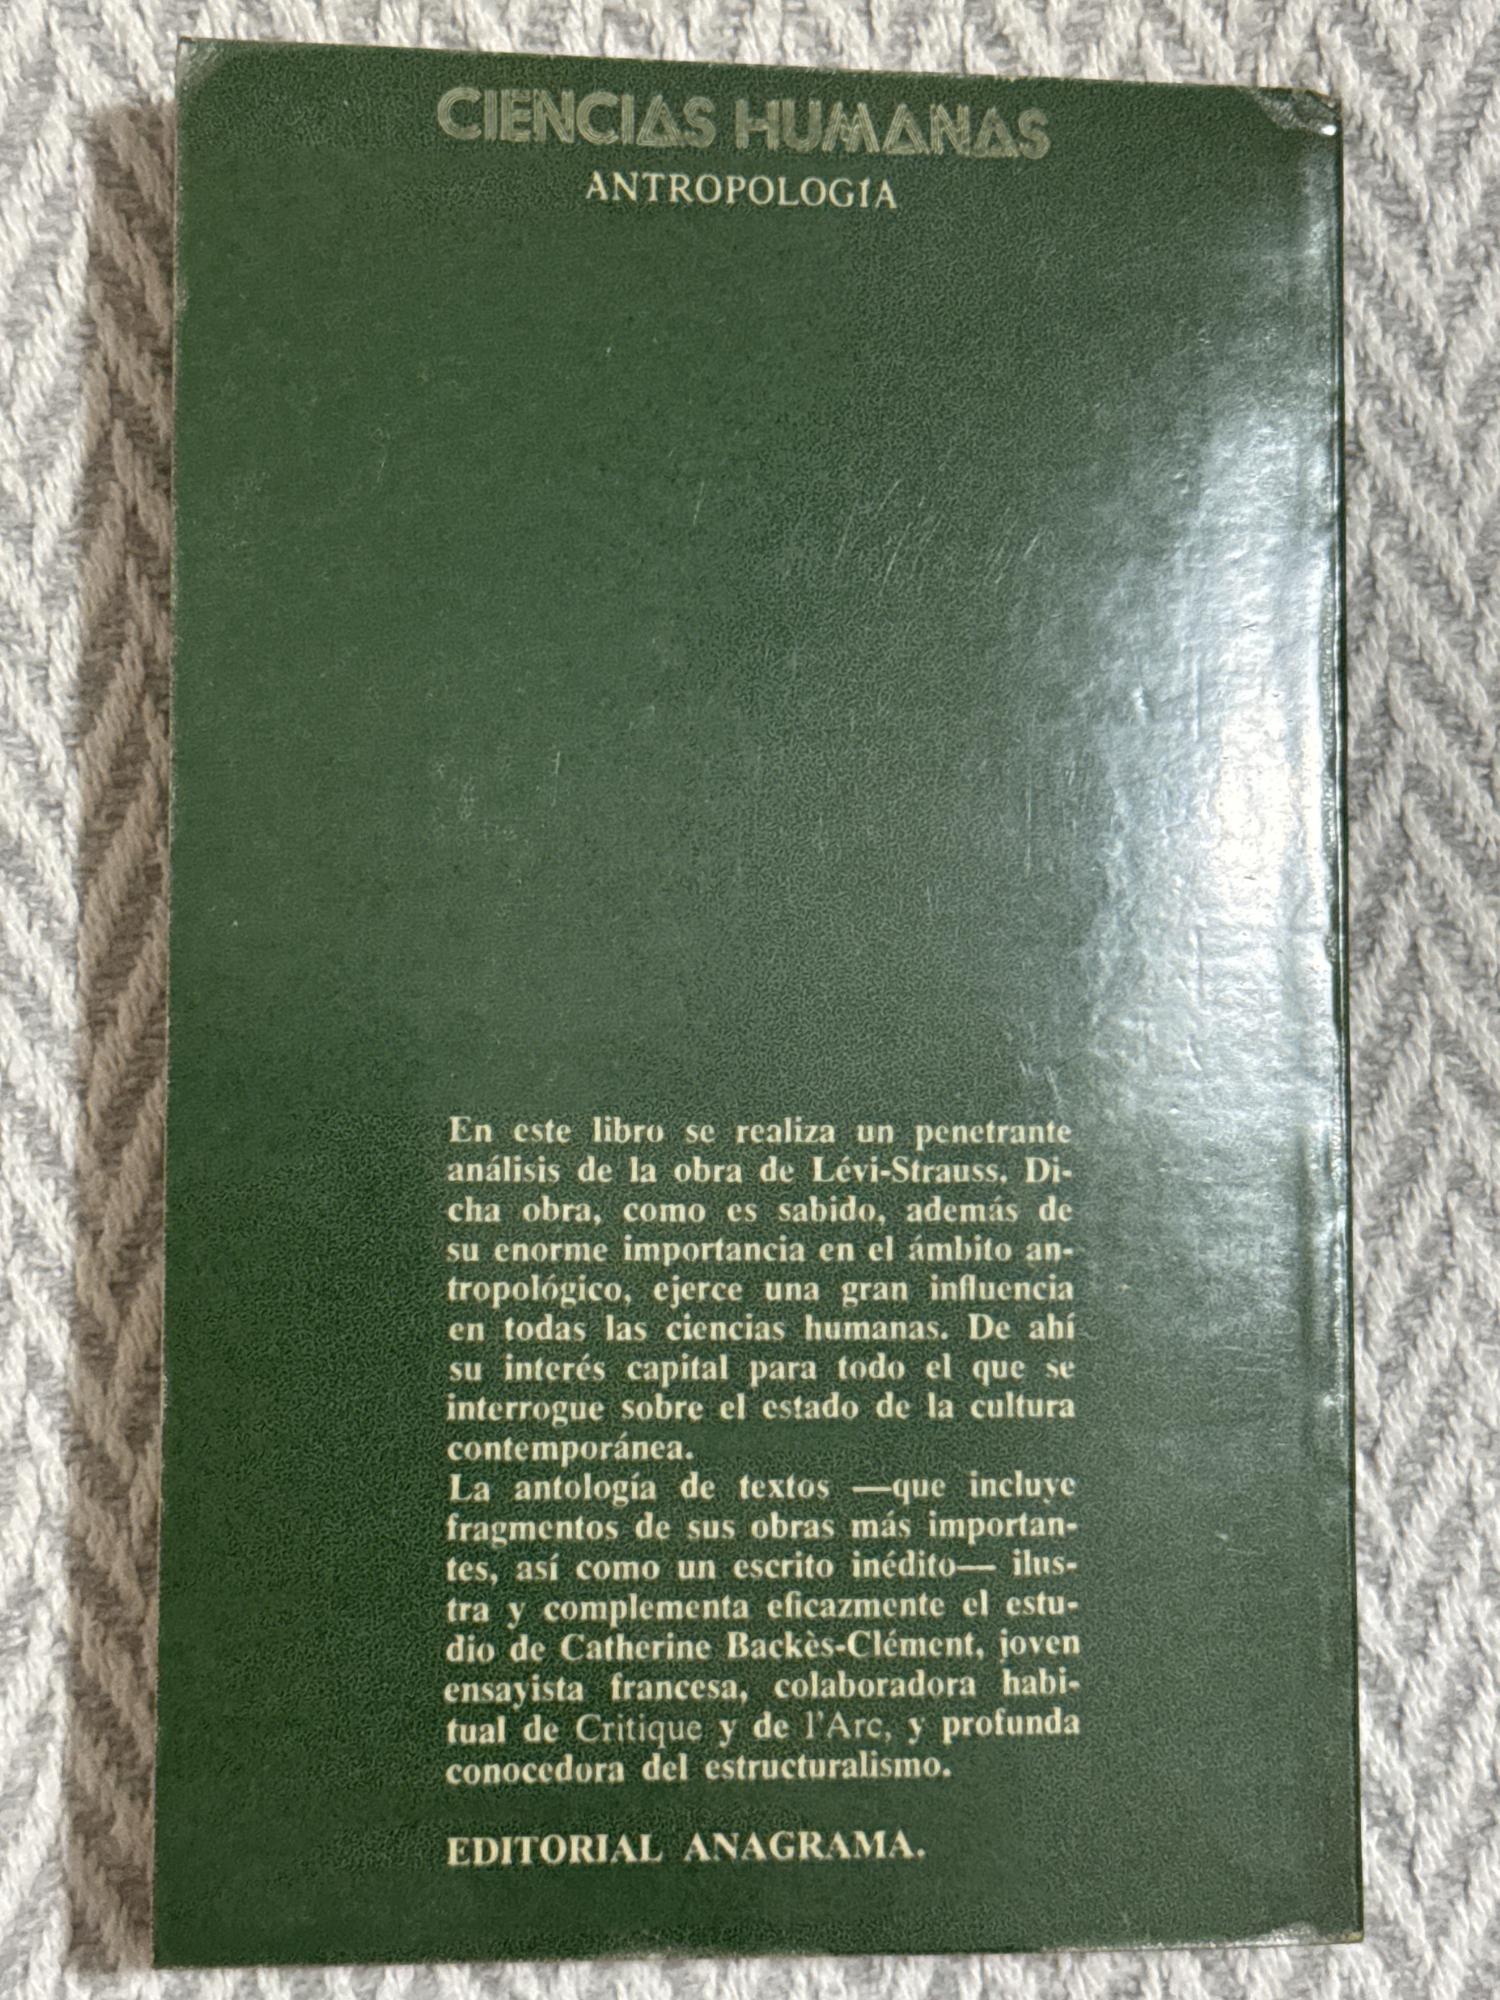 CIENCIAS HUMANAS
ANTROPOLOGÍA
En este libro se realiza un penetrante
análisis de la obra de Lévi-Strauss. Di-
cha obra, como es sabido, además de
su enorme importancia en el ámbito an-
tropológico, ejerce una gran influencia
en todas las ciencias humanas. De ahí
su interés capital para todo el que se
interrogue sobre el estado de la cultura
contemporánea.
La antología de textos —que incluye
fragmentos de sus obras más importan-
tes, así como un escrito inédito— ilus-
tra y complementa eficazmente el estu-
dio de Catherine Backès-Clément, joven
ensayista francesa, colaboradora habi-
tual de Critique y de l'Arc, y profunda
conocedora del estructuralismo.
EDITORIAL ANAGRAMA.